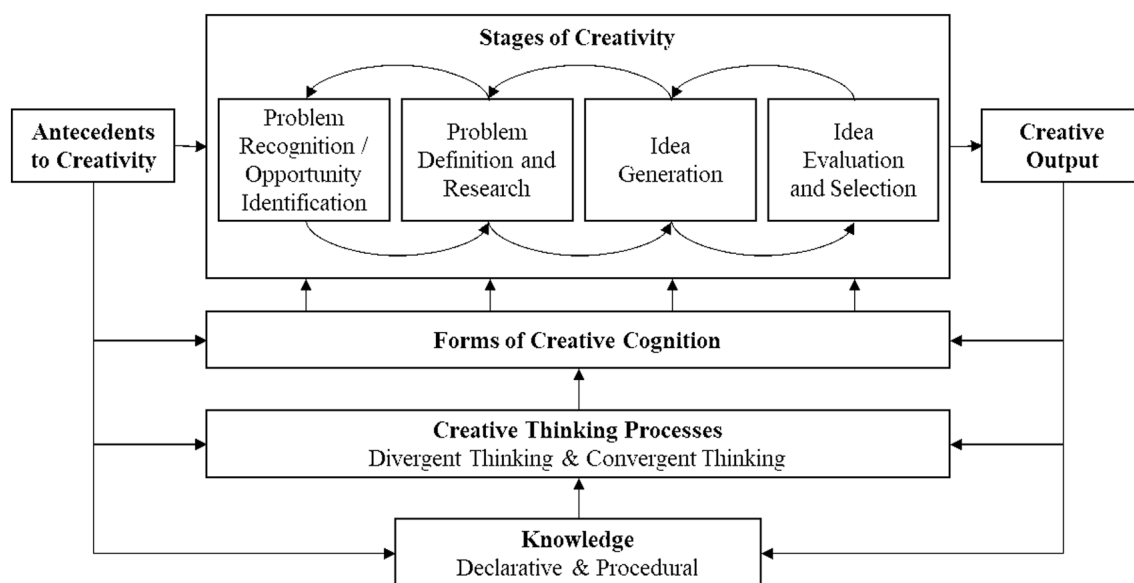 Stages of Creativity
Antecedents
to Creativity
Problem
Recognition /
Opportunity
Identification
Problem
Definition and
Research
Idea
Generation
Idea
Evaluation
and Selection
Creative
Output
Forms of Creative Cognition
Creative Thinking Processes
Divergent Thinking & Convergent Thinking
Knowledge
Declarative & Procedural